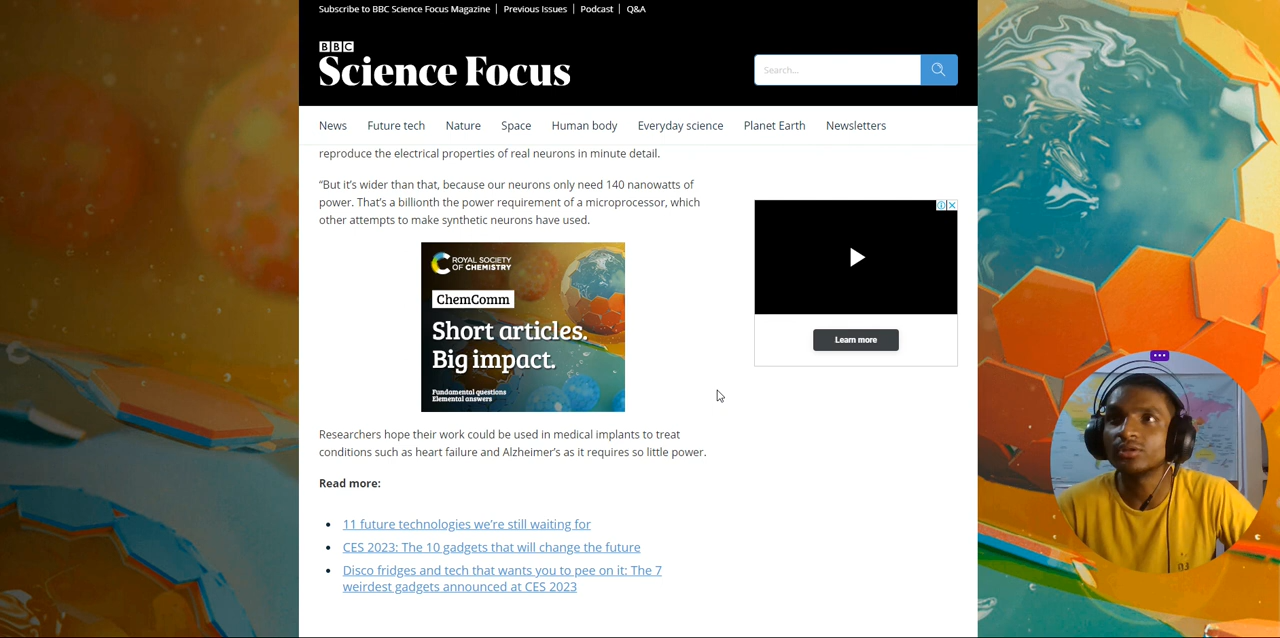 Subscribe to BBC Science Focus Magazine | Previous Issues | Podcast | Q&A
BBC
Science Focus
Search...
News Future tech Nature Space Human body Everyday science Planet Earth Newsletters
reproduce the electrical properties of real neurons in minute detail.
“But it’s wider than that, because our neurons only need 140 nanowatts of
power. That’s a billionth the power requirement of a microprocessor, which
other attempts to make synthetic neurons have used.
ROYAL SOCIETY
OF CHEMISTRY
ChemComm
Short articles.
Big impact.
Fundamental questions
Elemental answers
Learn more
Researchers hope their work could be used in medical implants to treat
conditions such as heart failure and Alzheimer’s as it requires so little power.
Read more:
11 future technologies we’re still waiting for
CES 2023: The 10 gadgets that will change the future
Disco fridges and tech that wants you to pee on it: The 7
weirdest gadgets announced at CES 2023